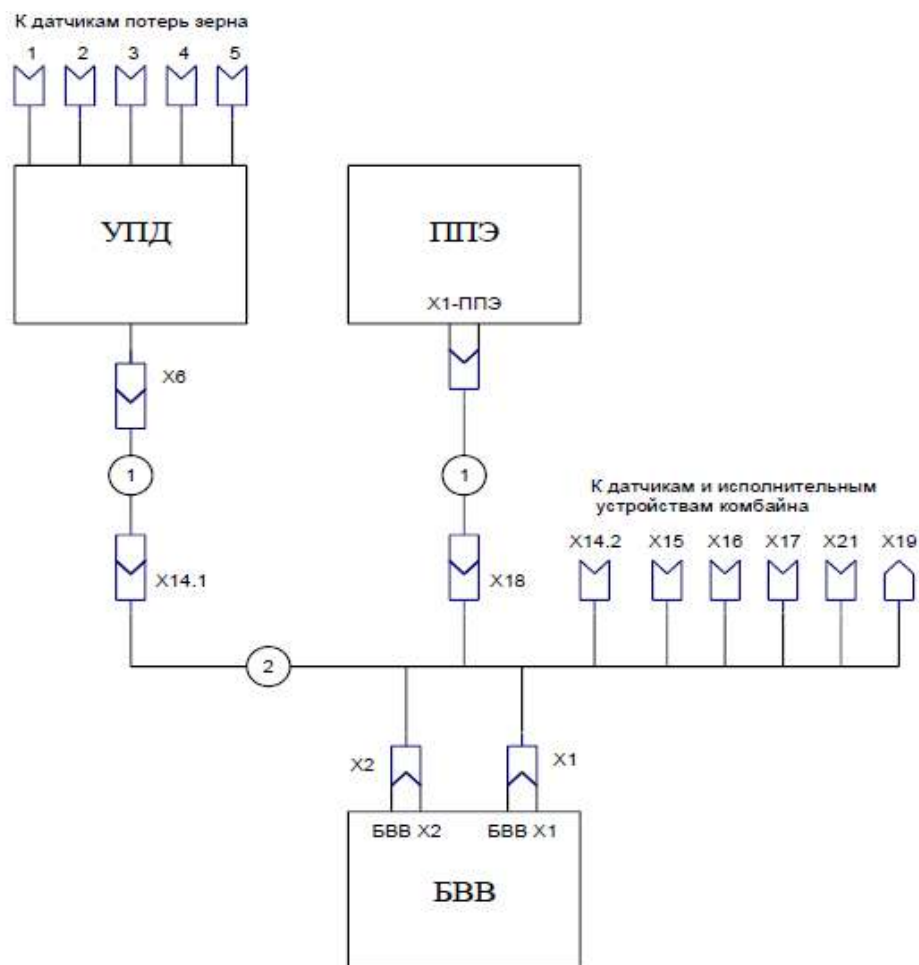 К датчикам потерь зерна
1 2 3 4 5
УПД
ППЭ
Х1-ППЭ
Х6
1
1
К датчикам и исполнительным
устройствам комбайна
Х14.2 Х15 Х16 Х17 Х21 Х19
Х14.1
Х18
2
Х2
Х1
БВВ Х2
БВВ Х1
БВВ